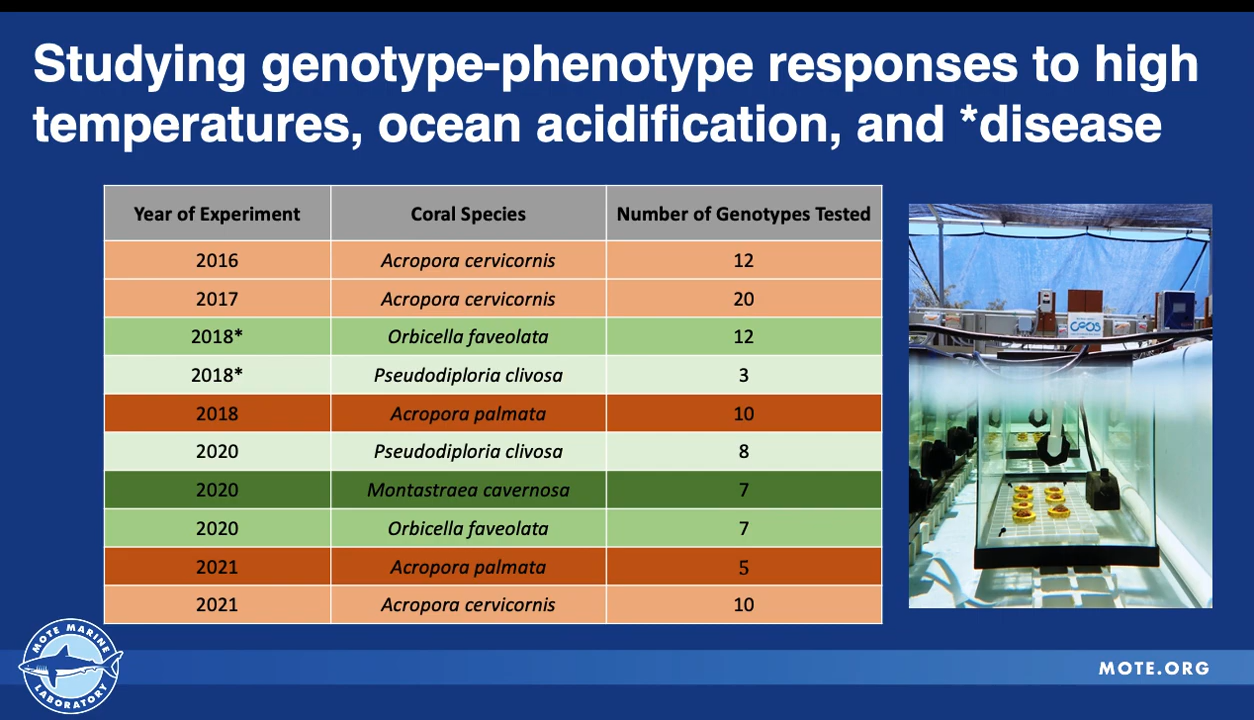 Studying genotype-phenotype responses to high
temperatures, ocean acidification, and *disease
Year of Experiment Coral Species Number of Genotypes Tested
2016 Acropora cervicornis 12
2017 Acropora cervicornis 20
2018* Orbicella faveolata 12
2018* Pseudodiploria clivosa 3
2018 Acropora palmata 10
2020 Pseudodiploria clivosa 8
2020 Montastraea cavernosa 7
2020 Orbicella faveolata 7
2021 Acropora palmata 5
2021 Acropora cervicornis 10
CAOS
MOTE MARINE
LABORATORY
MOTE.ORG